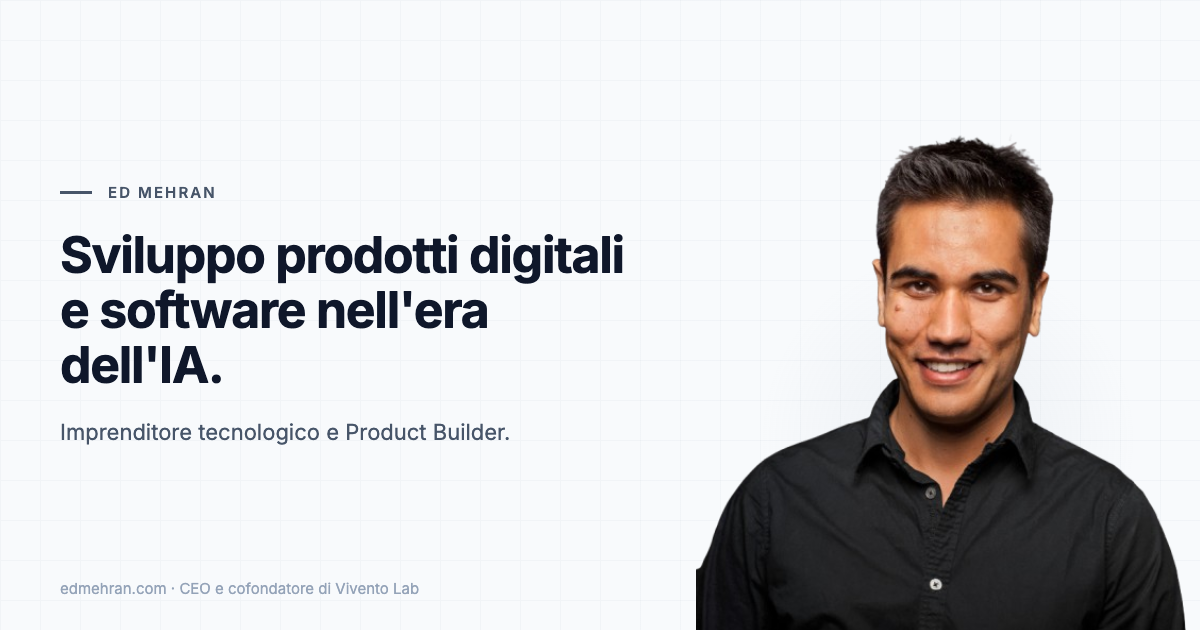 ED MEHRAN
Sviluppo prodotti digitali
e software nell'era
dell'IA.
Imprenditore tecnologico e Product Builder.
edmehran.com · CEO e cofondatore di Vivento Lab